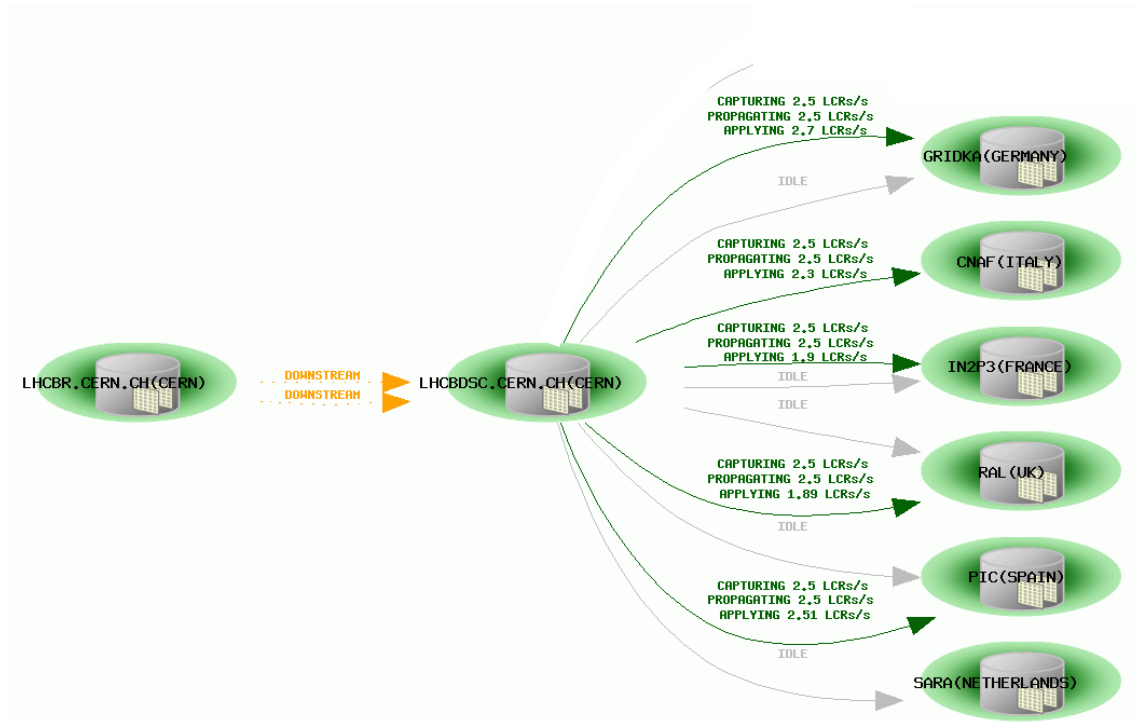 CAPTURING 2.5 LCRs/s
PROPAGATING 2.5 LCRs/s
APPLYING 2.7 LCRs/s
GRIDKA(GERMANY)
IDLE
CAPTURING 2.5 LCRs/s
PROPAGATING 2.5 LCRs/s
APPLYING 2.3 LCRs/s
CNAF(ITALY)
CAPTURING 2.5 LCRs/s
PROPAGATING 2.5 LCRs/s
APPLYING 1.9 LCRs/s
IN2P3(FRANCE)
IDLE
LHCBR.CERN.CH(CERN)
DOWNSTREAM
DOWNSTREAM
LHCBDSC.CERN.CH(CERN)
IDLE
CAPTURING 2.5 LCRs/s
PROPAGATING 2.5 LCRs/s
APPLYING 1.89 LCRs/s
RAL(UK)
IDLE
PIC(SPAIN)
CAPTURING 2.5 LCRs/s
PROPAGATING 2.5 LCRs/s
APPLYING 2.51 LCRs/s
IDLE
SARA(NETHERLANDS)